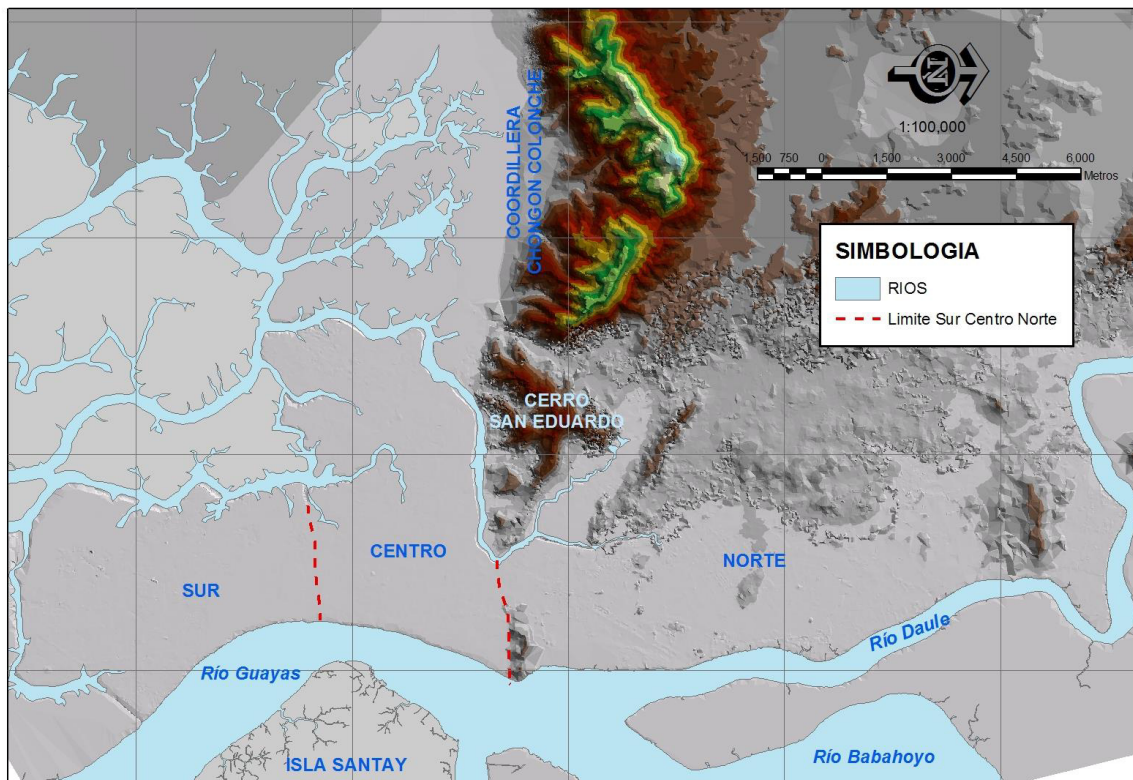 COORDILLERA
CHONGON COLONCHE
N
1:100,000
1,500 750 0 1,500 3,000 4,500 6,000
Metros
SIMBOLOGIA
RIOS
Limite Sur Centro Norte
CERRO
SAN EDUARDO
CENTRO
NORTE
SUR
Río Daule
Río Guayas
Río Babahoyo
ISLA SANTAY